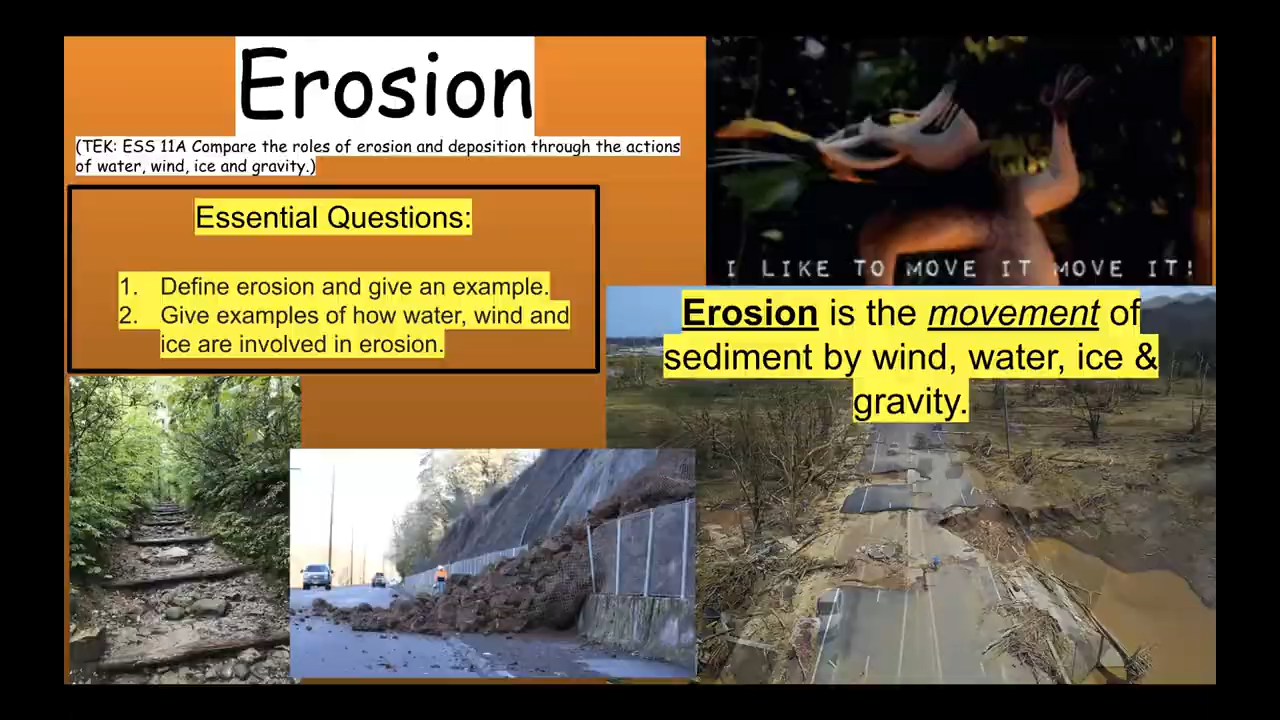 Erosion
(TEK: ESS 11A Compare the roles of erosion and deposition through the actions
of water, wind, ice and gravity.)
Essential Questions:
1. Define erosion and give an example.
2. Give examples of how water, wind and
ice are involved in erosion.
I LIKE TO MOVE IT MOVE IT!
Erosion is the movement of
sediment by wind, water, ice &
gravity.